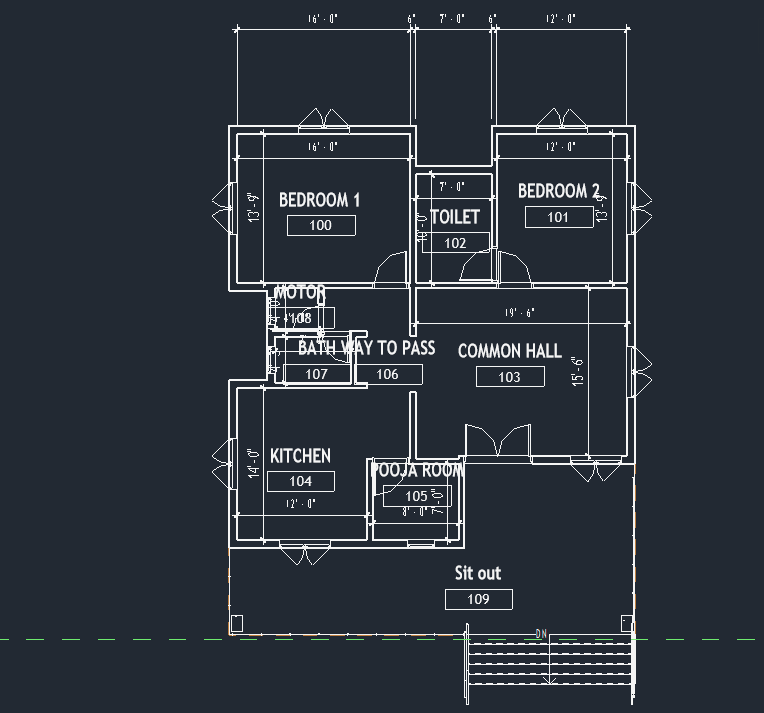 16'-0" 6" 7'-0" 6" 12'-0"
16'-0" 12'-0"
7'-0"
BEDROOM 1
100
13'-9"
TOILET
102
10'-0"
BEDROOM 2
101
13'-9"
MOTOR
108
19'-6"
BATH
107
WAY TO PASS
106
COMMON HALL
103
15'-6"
KITCHEN
104
14'-0"
12'-0"
POOJA ROOM
105
7'-0"
8'-0"
Sit out
109
DN